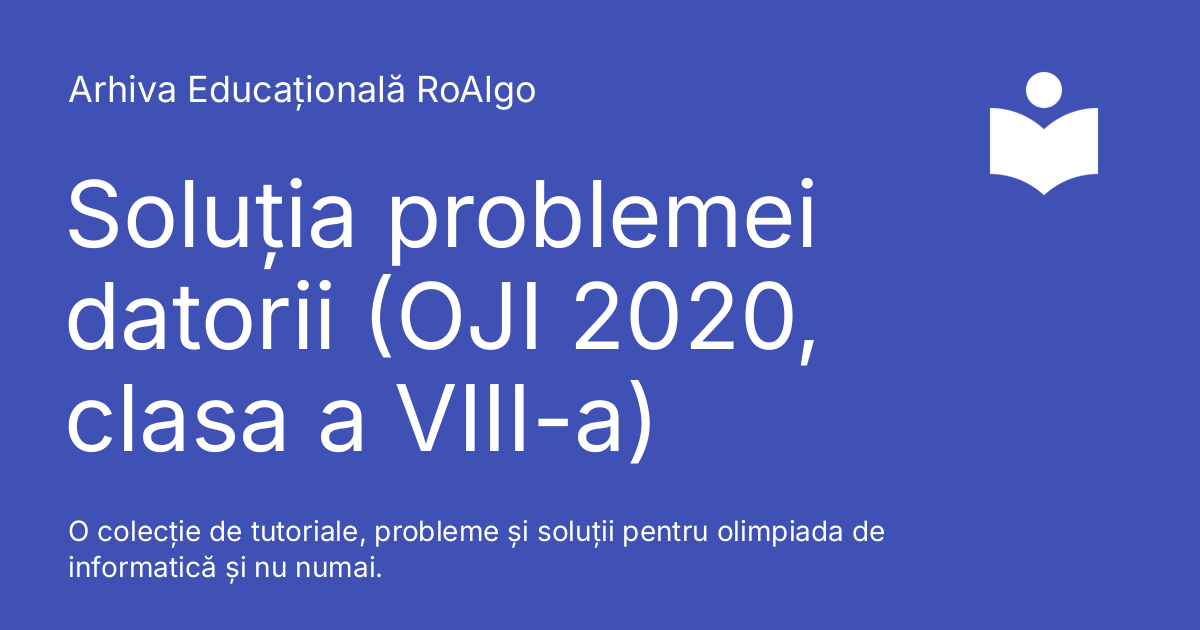 Arhiva Educațională RoAlgo
Soluția problemei
datorii (OJI 2020,
clasa a VIII-a)
O colecție de tutoriale, probleme și soluții pentru olimpiada de
informatică și nu numai.